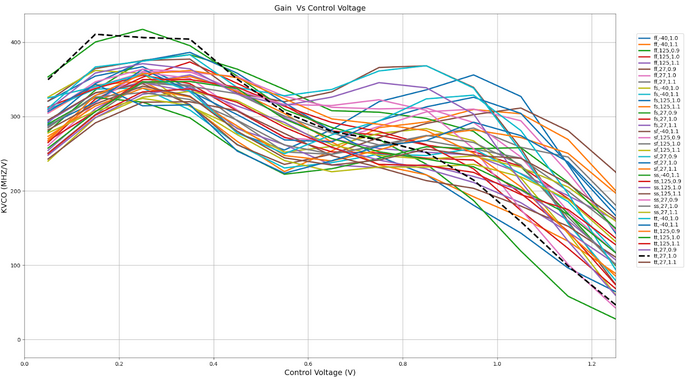 Gain  Vs Control Voltage
KVCO (MHZ/V)
400
300
200
100
0
0.0
0.2
0.4
0.6
0.8
1.0
1.2
Control Voltage (V)
ff,-40,1.0
ff,-40,1.1
ff,125,0.9
ff,125,1.0
ff,125,1.1
ff,27,0.9
ff,27,1.0
ff,27,1.1
fs,-40,1.0
fs,-40,1.1
fs,125,1.0
fs,125,1.1
fs,27,0.9
fs,27,1.0
fs,27,1.1
sf,-40,1.1
sf,125,0.9
sf,125,1.0
sf,125,1.1
sf,27,0.9
sf,27,1.0
sf,27,1.1
ss,-40,1.1
ss,125,0.9
ss,125,1.0
ss,125,1.1
ss,27,0.9
ss,27,1.0
ss,27,1.1
tt,-40,1.0
tt,-40,1.1
tt,125,0.9
tt,125,1.0
tt,125,1.1
tt,27,0.9
tt,27,1.0
tt,27,1.1